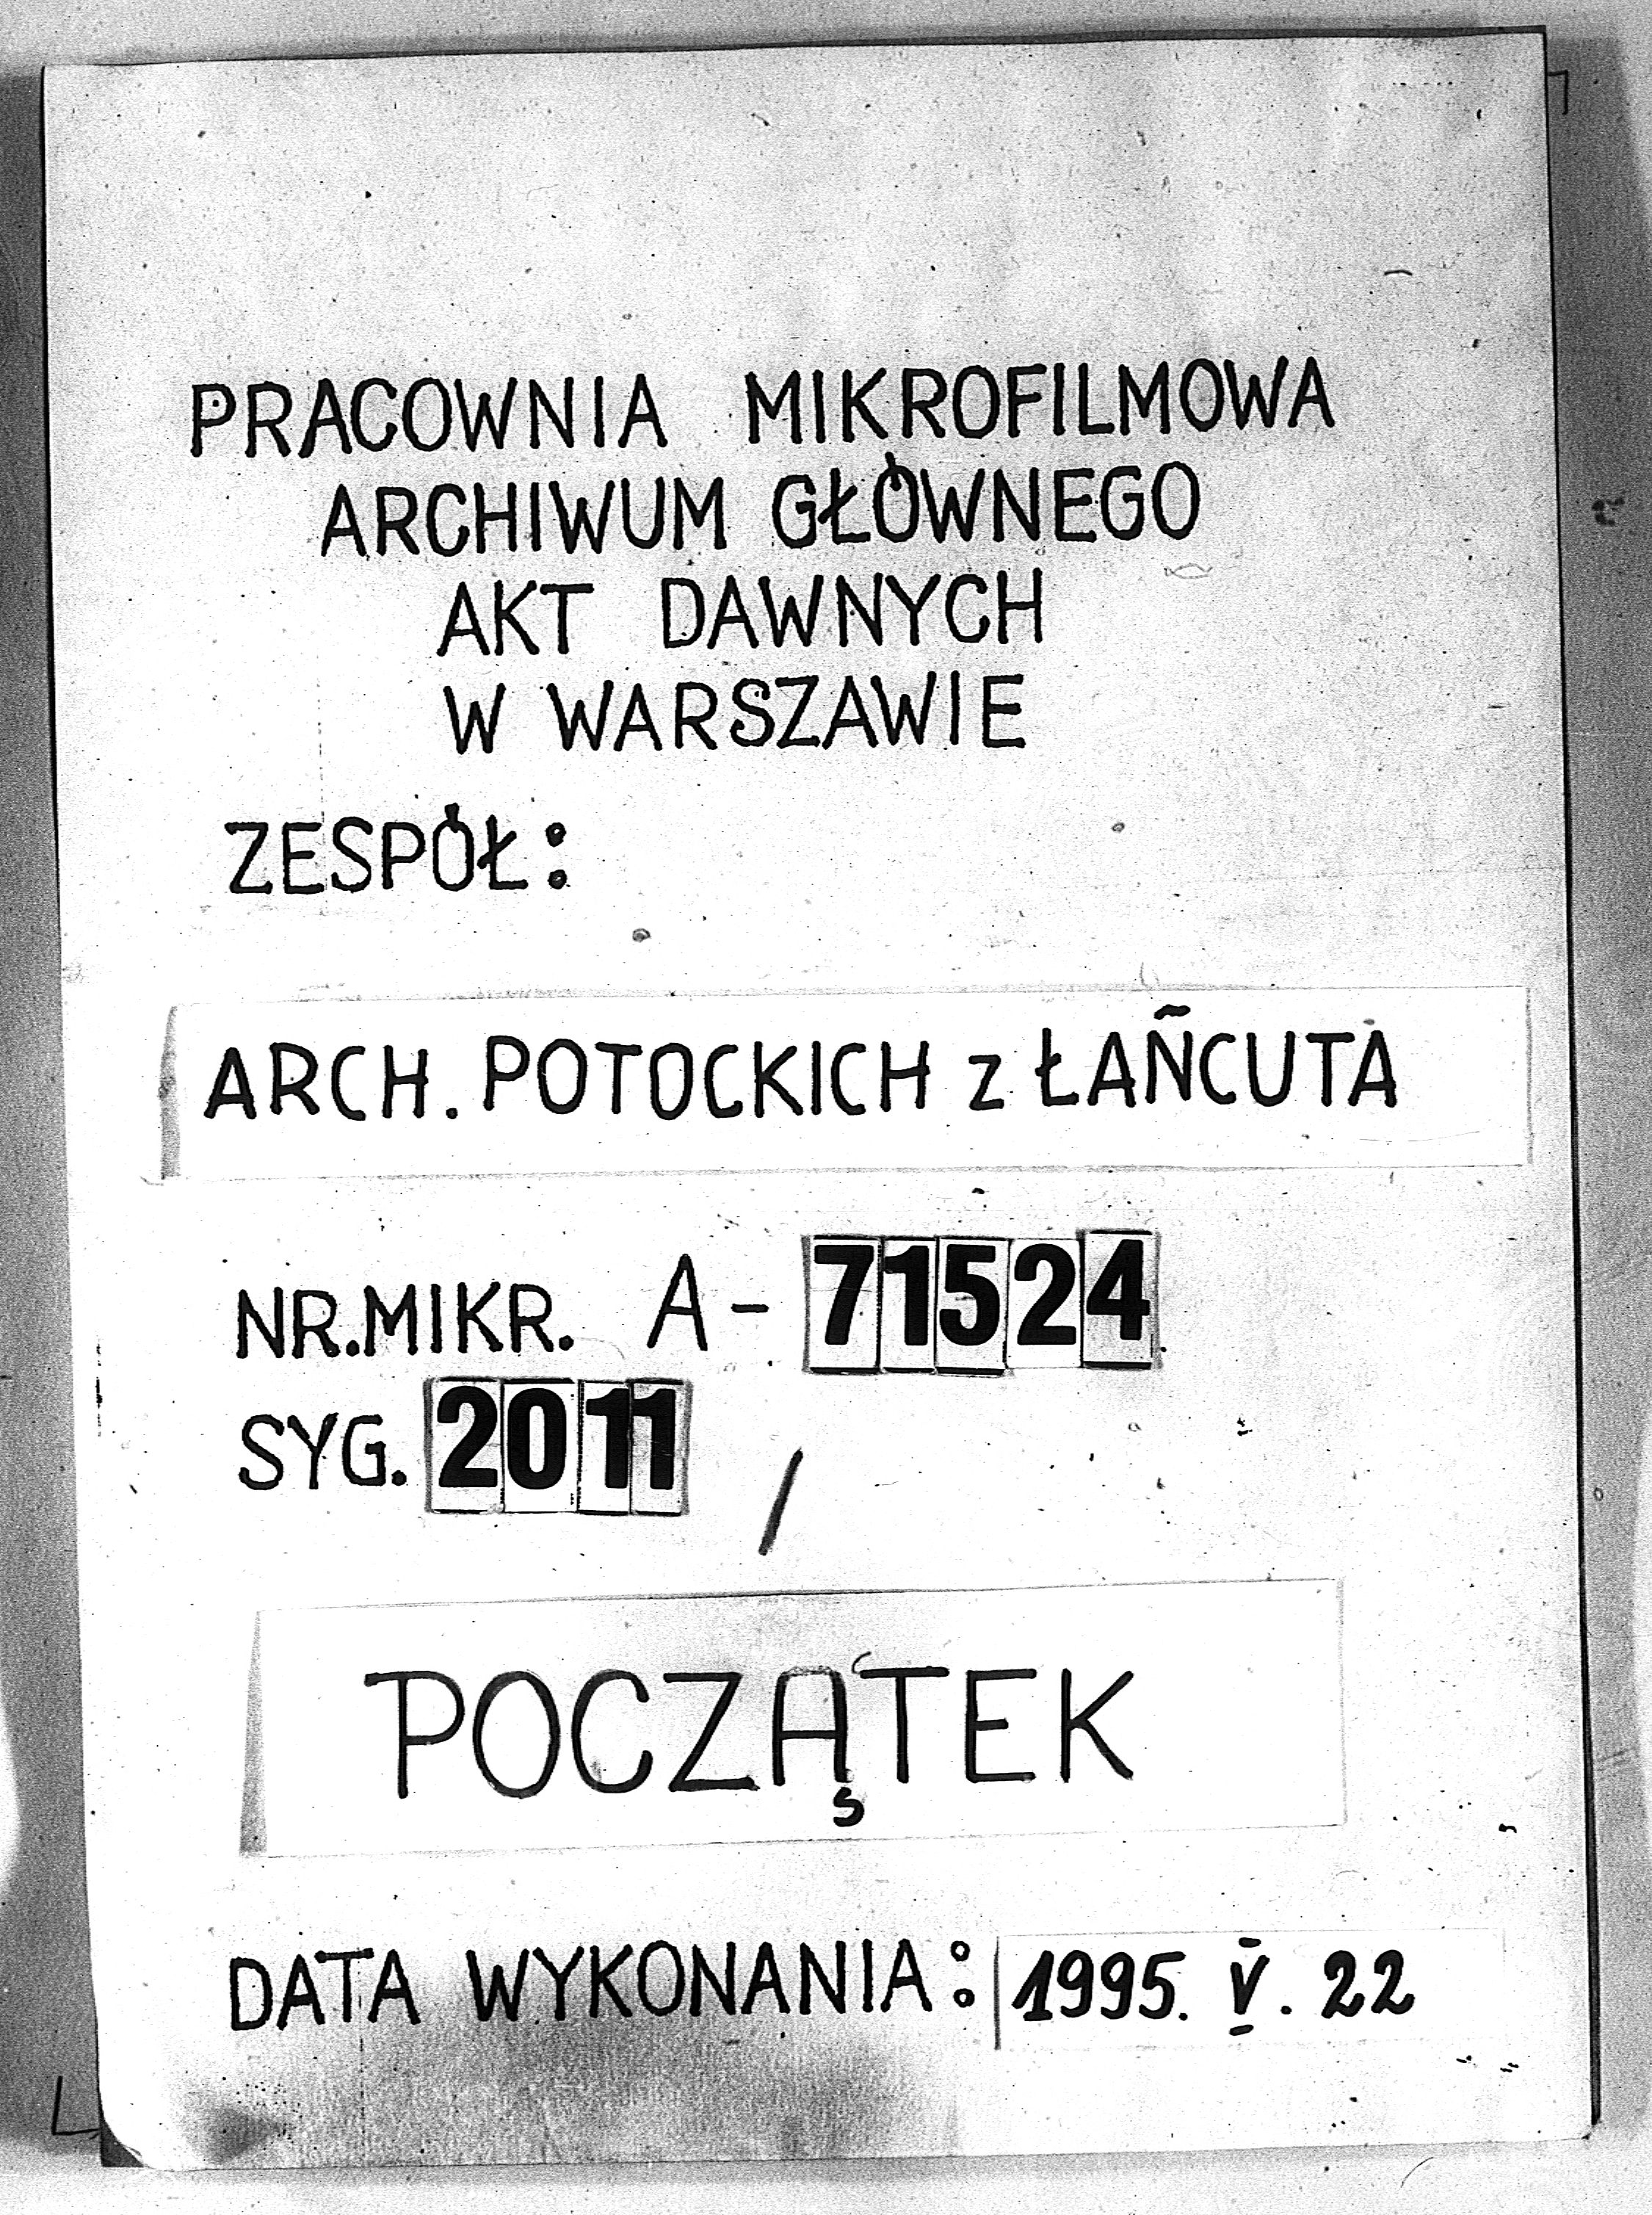 PRACOWNIA MIKROFILMOWA
ARCHIWUM GŁÓWNEGO
AKT DAWNYCH
W WARSZAWIE
ZESPÓŁ:
ARCH. POTOCKICH z ŁAŃCUTA
NR.MIKR. A-71524
SYG. 2011 /
POCZĄTEK
DATA WYKONANIA: 1995. V. 22